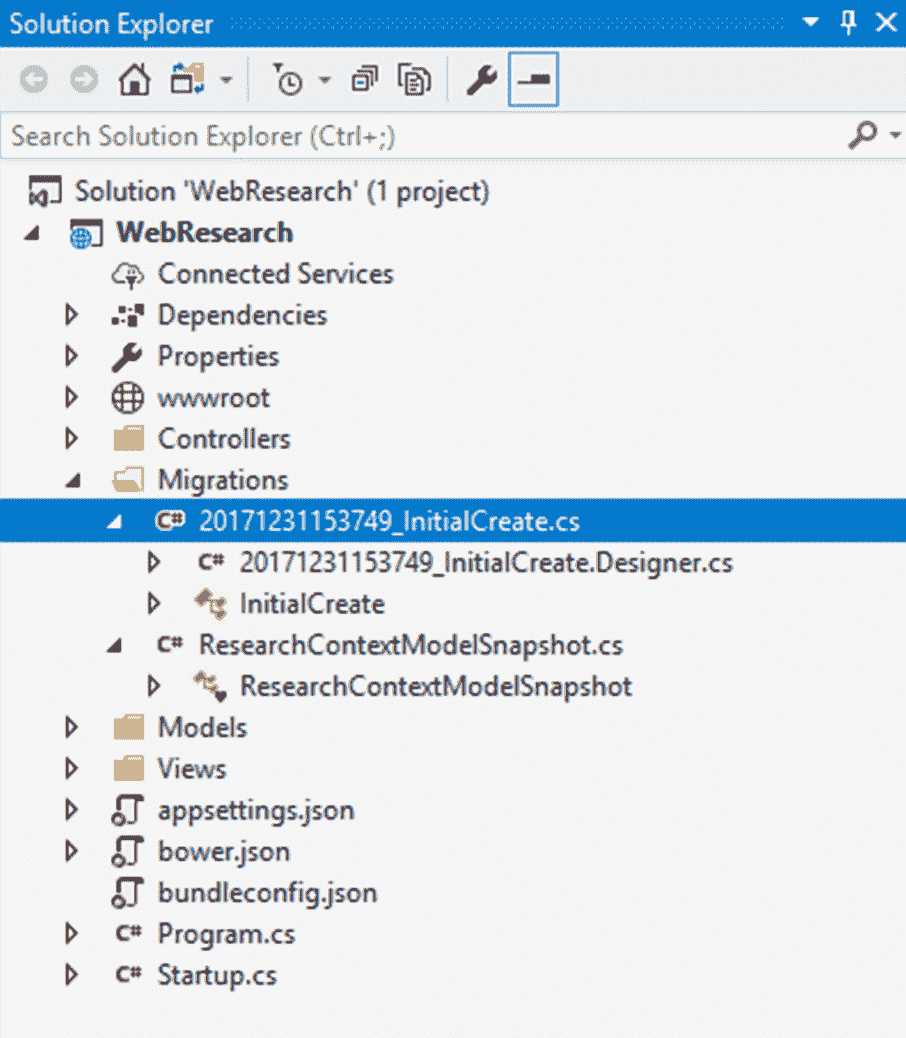 Solution Explorer
Search Solution Explorer (Ctrl+;)
Solution 'WebResearch' (1 project)
WebResearch
Connected Services
Dependencies
Properties
wwwroot
Controllers
Migrations
C# 20171231153749_InitialCreate.cs
C# 20171231153749_InitialCreate.Designer.cs
InitialCreate
C# ResearchContextModelSnapshot.cs
ResearchContextModelSnapshot
Models
Views
appsettings.json
bower.json
bundleconfig.json
C# Program.cs
C# Startup.cs